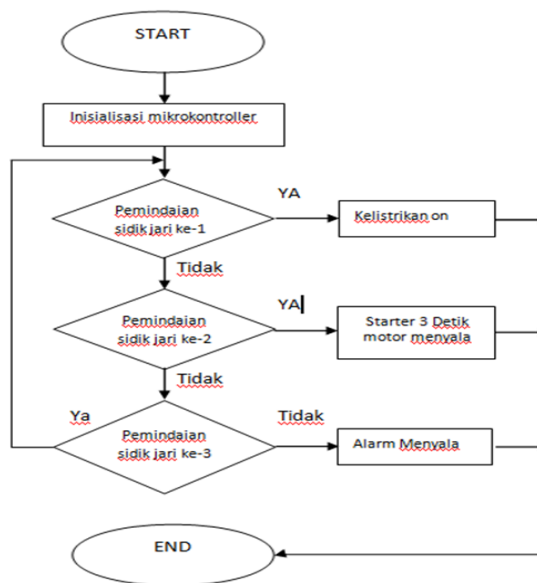 START
Inisialisasi mikrokontroller
Pemindaian
sidik jari ke-1
YA
Kelistrikan on
Tidak
Pemindaian
sidik jari ke-2
YA
Starter 3 Detik
motor menyala
Tidak
Ya
Pemindaian
sidik jari ke-3
Tidak
Alarm Menyala
END